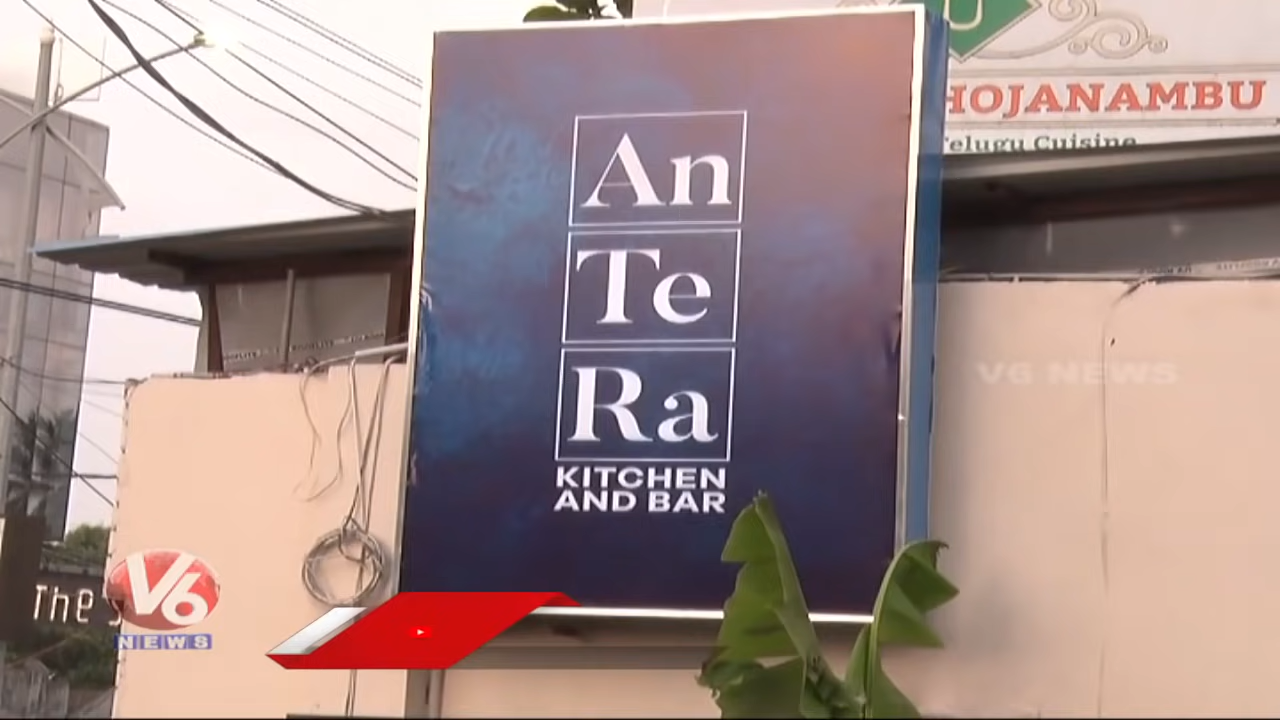 U
HOJANAMBU
Telugu Cuisine
An
Te
Ra
KITCHEN
AND BAR
V6 NEWS
The
V6
NEWS